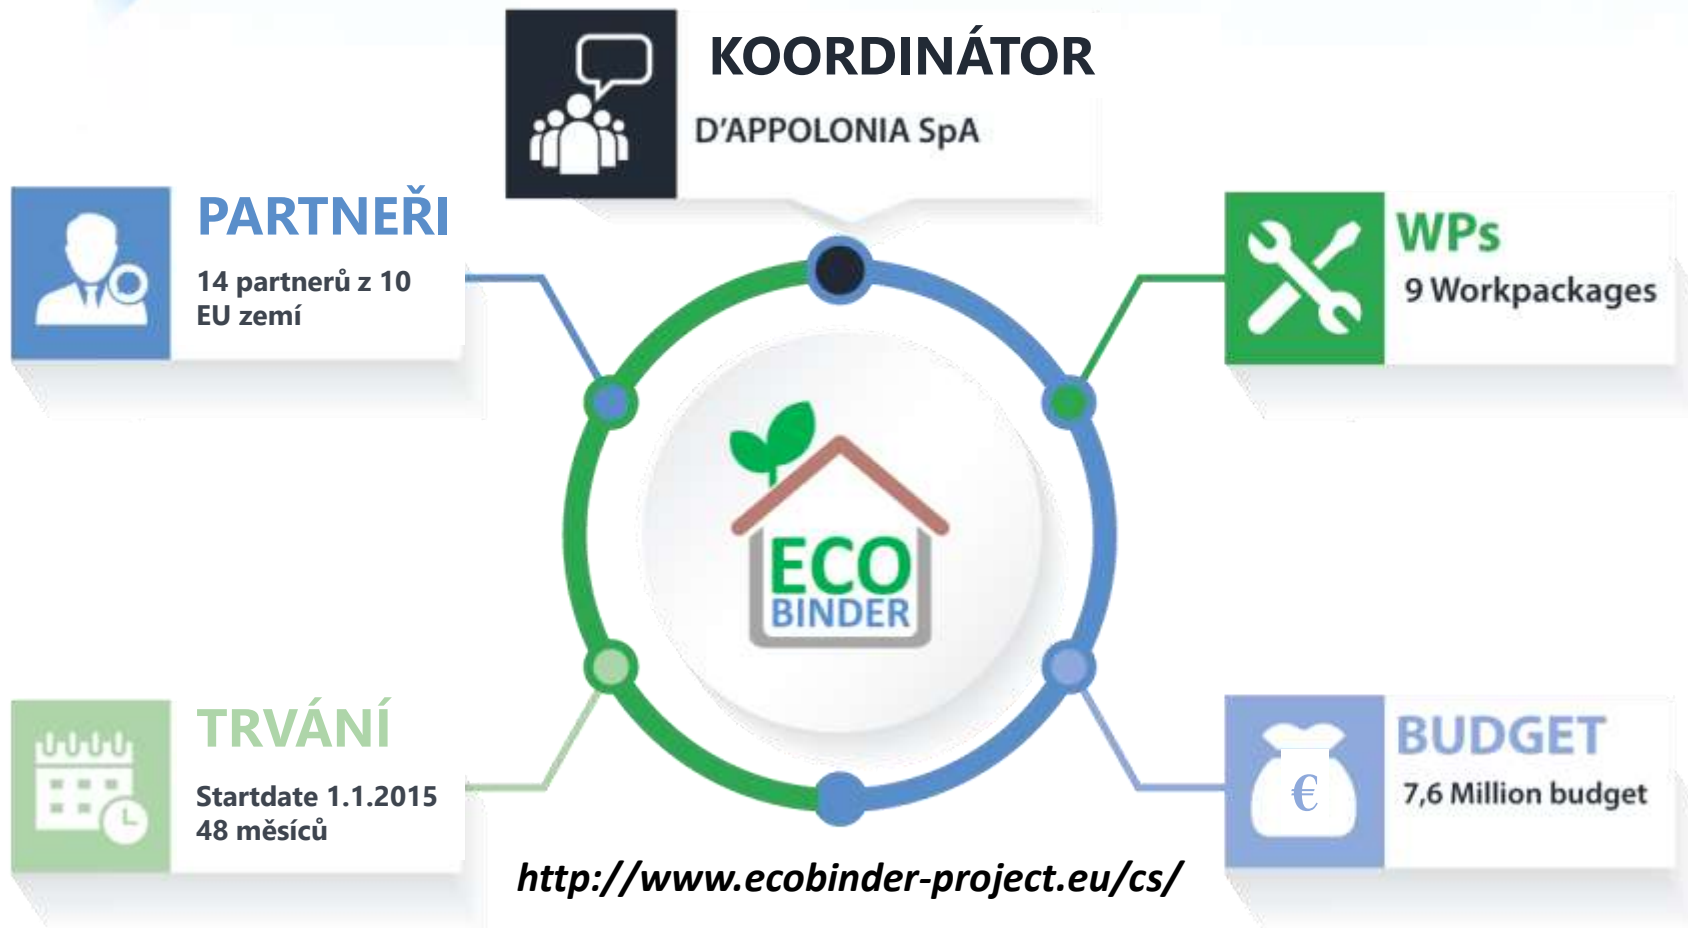 KOORDINÁTOR
D'APPOLONIA SpA
PARTNEŘI
14 partnerů z 10
EU zemí
WPs
9 Workpackages
ECO
BINDER
TRVÁNÍ
Startdate 1.1.2015
48 měsíců
BUDGET
€
7,6 Million budget
http://www.ecobinder-project.eu/cs/